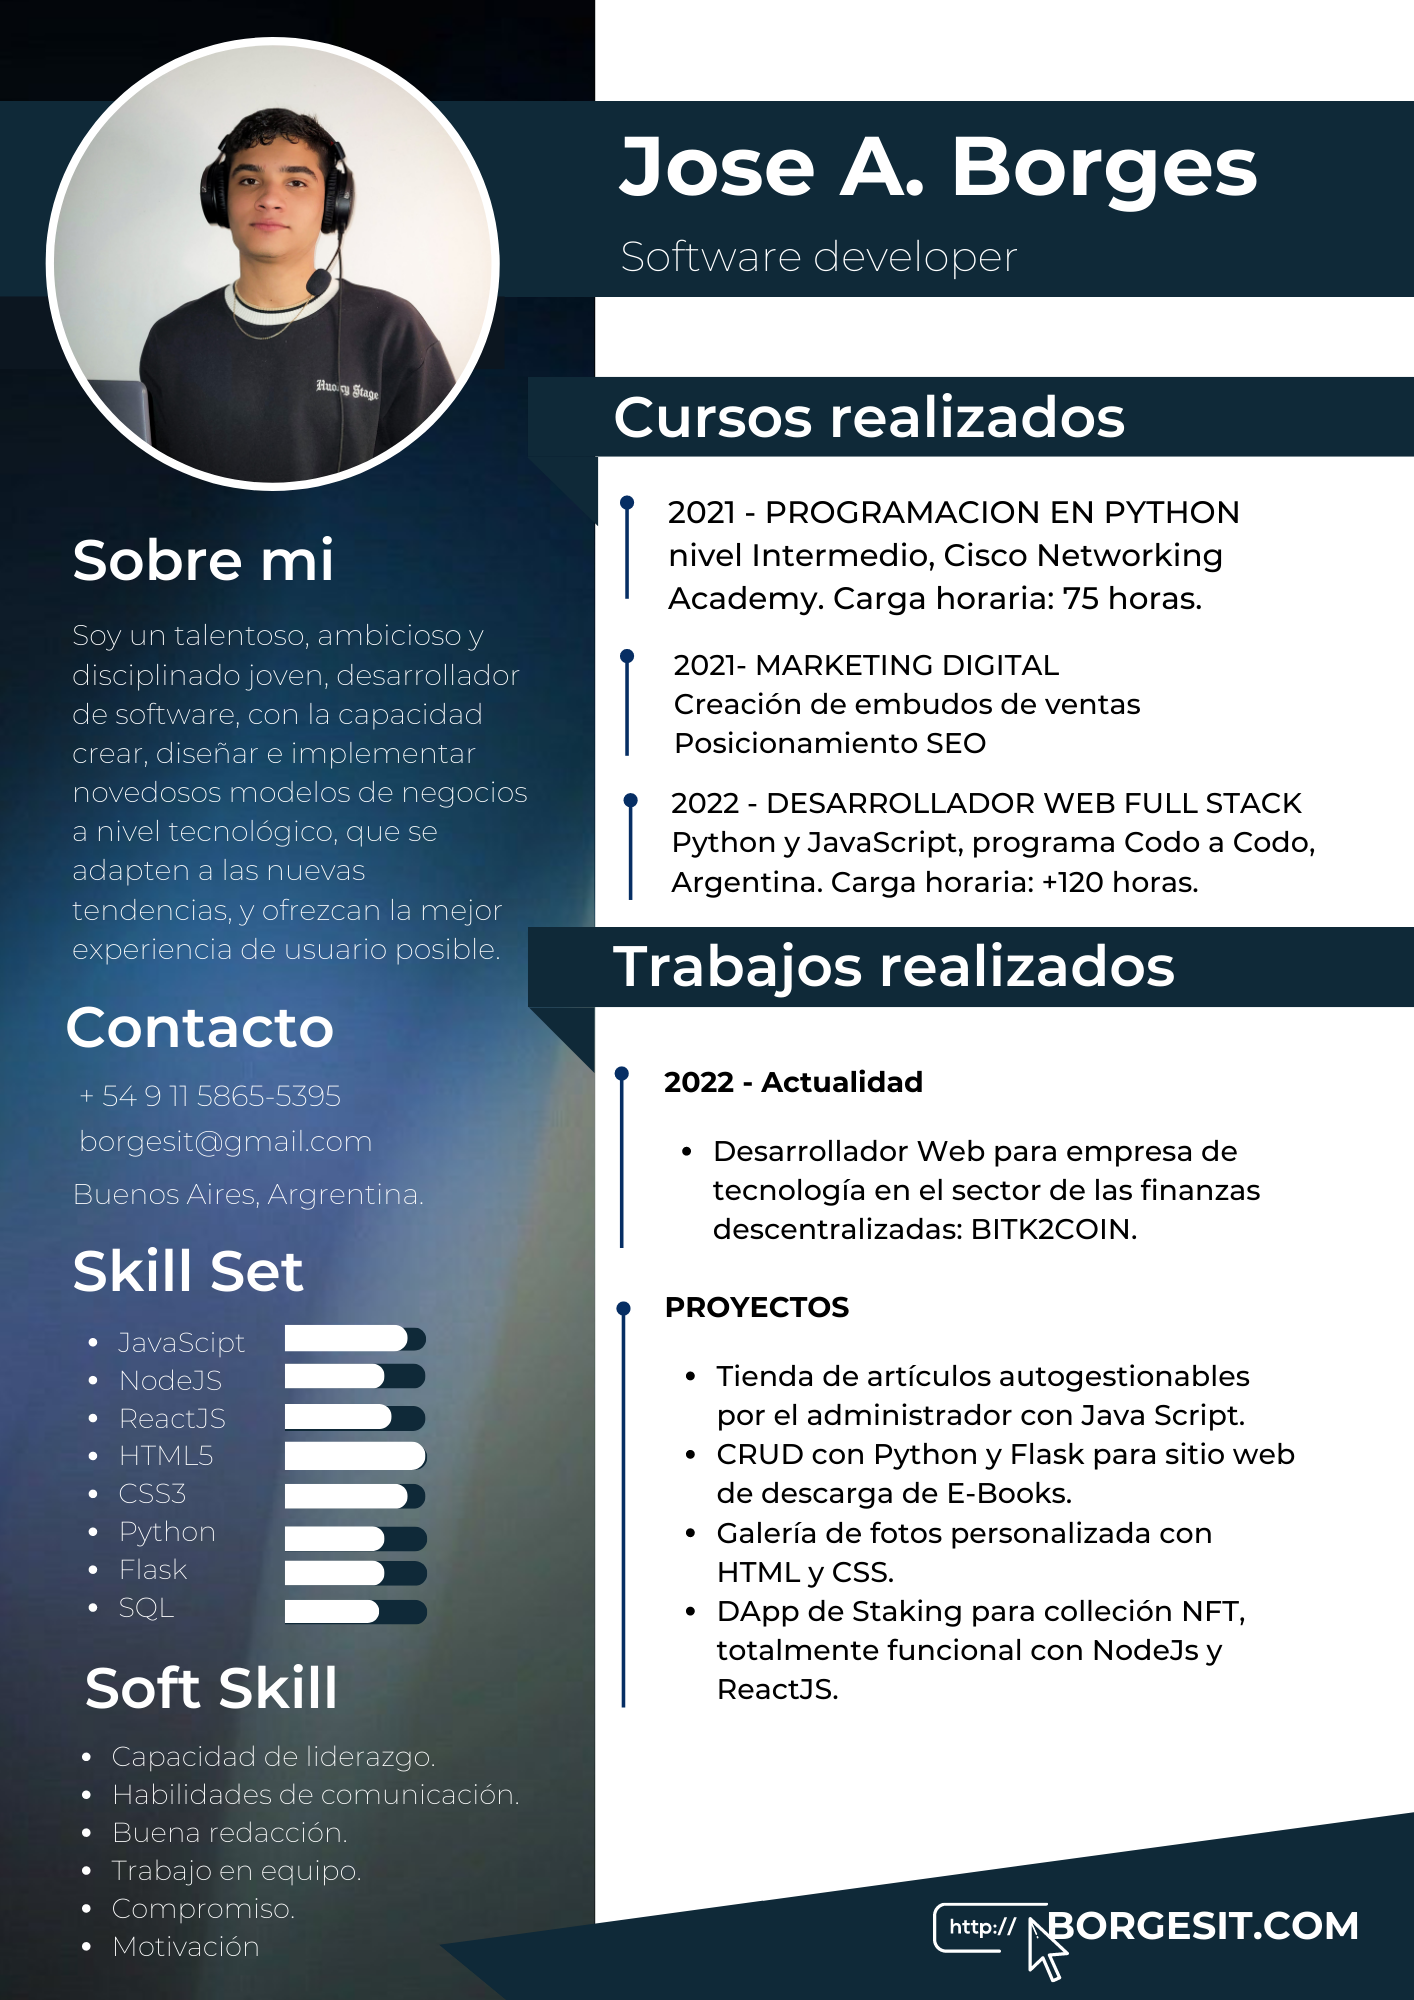 Jose A. Borges
Software developer
Sobre mi
Soy un talentoso, ambicioso y
disciplinado joven, desarrollador
de software, con la capacidad
crear, diseñar e implementar
novedosos modelos de negocios
a nivel tecnológico, que se
adapten a las nuevas
tendencias, y ofrezcan la mejor
experiencia de usuario posible.
Contacto
+ 54 9 11 5865-5395
borgesit@gmail.com
Buenos Aires, Argrentina.
Skill Set
• JavaScipt
• NodeJS
• ReactJS
• HTML5
• CSS3
• Python
• Flask
• SQL
Soft Skill
• Capacidad de liderazgo.
• Habilidades de comunicación.
• Buena redacción.
• Trabajo en equipo.
• Compromiso.
• Motivación
Cursos realizados
2021 - PROGRAMACION EN PYTHON
nivel Intermedio, Cisco Networking
Academy. Carga horaria: 75 horas.
2021- MARKETING DIGITAL
Creación de embudos de ventas
Posicionamiento SEO
2022 - DESARROLLADOR WEB FULL STACK
Python y JavaScript, programa Codo a Codo,
Argentina. Carga horaria: +120 horas.
Trabajos realizados
2022 - Actualidad
• Desarrollador Web para empresa de
tecnología en el sector de las finanzas
descentralizadas: BITK2COIN.
PROYECTOS
• Tienda de artículos autogestionables
por el administrador con Java Script.
• CRUD con Python y Flask para sitio web
de descarga de E-Books.
• Galería de fotos personalizada con
HTML y CSS.
• DApp de Staking para colleción NFT,
totalmente funcional con NodeJs y
ReactJS.
http:// BORGESIT.COM